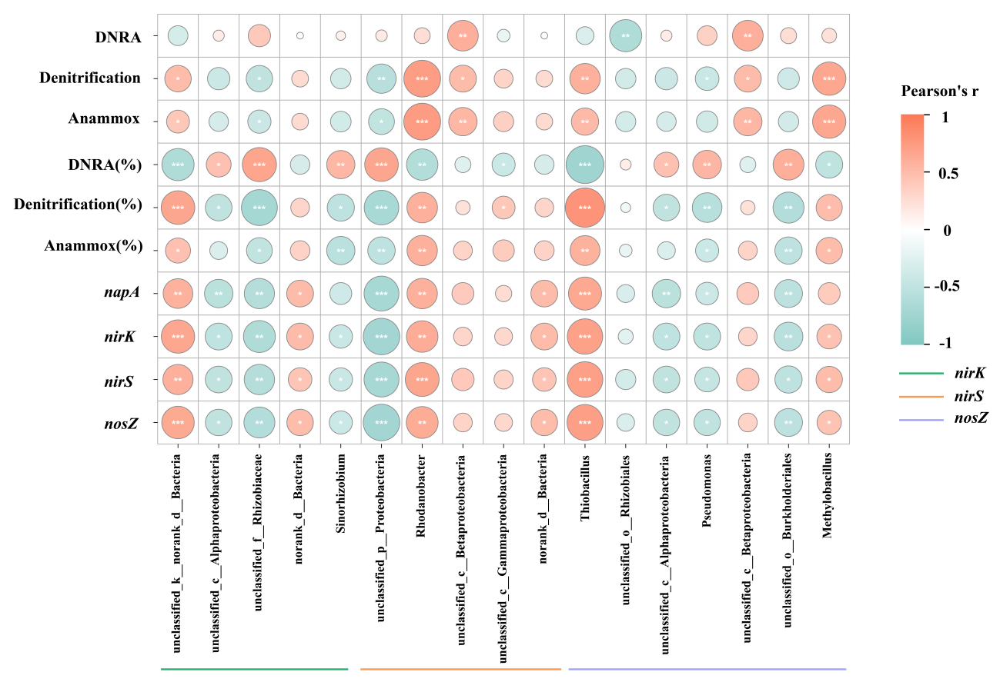 DNRA
Denitrification
Anammox
DNRA(%)
Denitrification(%)
Anammox(%)
napA
nirK
nirS
nosZ
** **  **
* * ** *** * ** * * ***
* * * *** ** ** ** ***
*** * *** ** *** ** * *** * ** ** *
*** * *** * *** ** * *** * ** ** *
* * ** ** ** ** * ** *
** ** ** * *** ** * *** ** * **
*** * ** * * *** ** * *** * * ** *
** * ** * * *** *** * *** * * * *
*** * ** * * *** ** * *** * * ** *
unclassified_k__norank_d__Bacteria
unclassified_c__Alphaproteobacteria
unclassified_f__Rhizobiaceae
norank_d__Bacteria
Sinorhizobium
unclassified_p__Proteobacteria
Rhodanobacter
unclassified_c__Betaproteobacteria
unclassified_c__Gammaproteobacteria
norank_d__Bacteria
Thiobacillus
unclassified_o__Rhizobiales
unclassified_c__Alphaproteobacteria
Pseudomonas
unclassified_c__Betaproteobacteria
unclassified_o__Burkholderiales
Methylobacillus
Pearson's r
1
0.5
0
-0.5
-1
nirK
nirS
nosZ